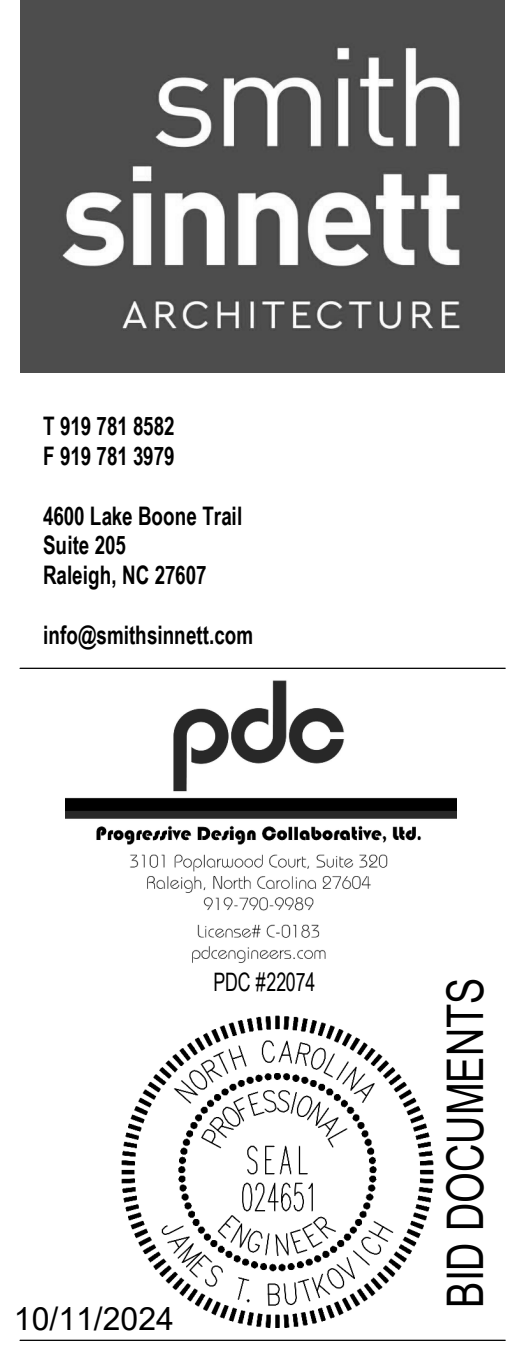 smith
sinnett
ARCHITECTURE
T 919 781 8582
F 919 781 3979
4600 Lake Boone Trail
Suite 205
Raleigh, NC 27607
info@smithsinnett.com
pdc
Progressive Design Collaborative, Ltd.
3101 Poplarwood Court, Suite 320
Raleigh, North Carolina 27604
919-790-9989
License# C-0183
pdcengineers.com
PDC #22074
NORTH CAROLINA
PROFESSIONAL
SEAL
024651
ENGINEER
JAMES T. BUTKOVICH
BID DOCUMENTS
10/11/2024